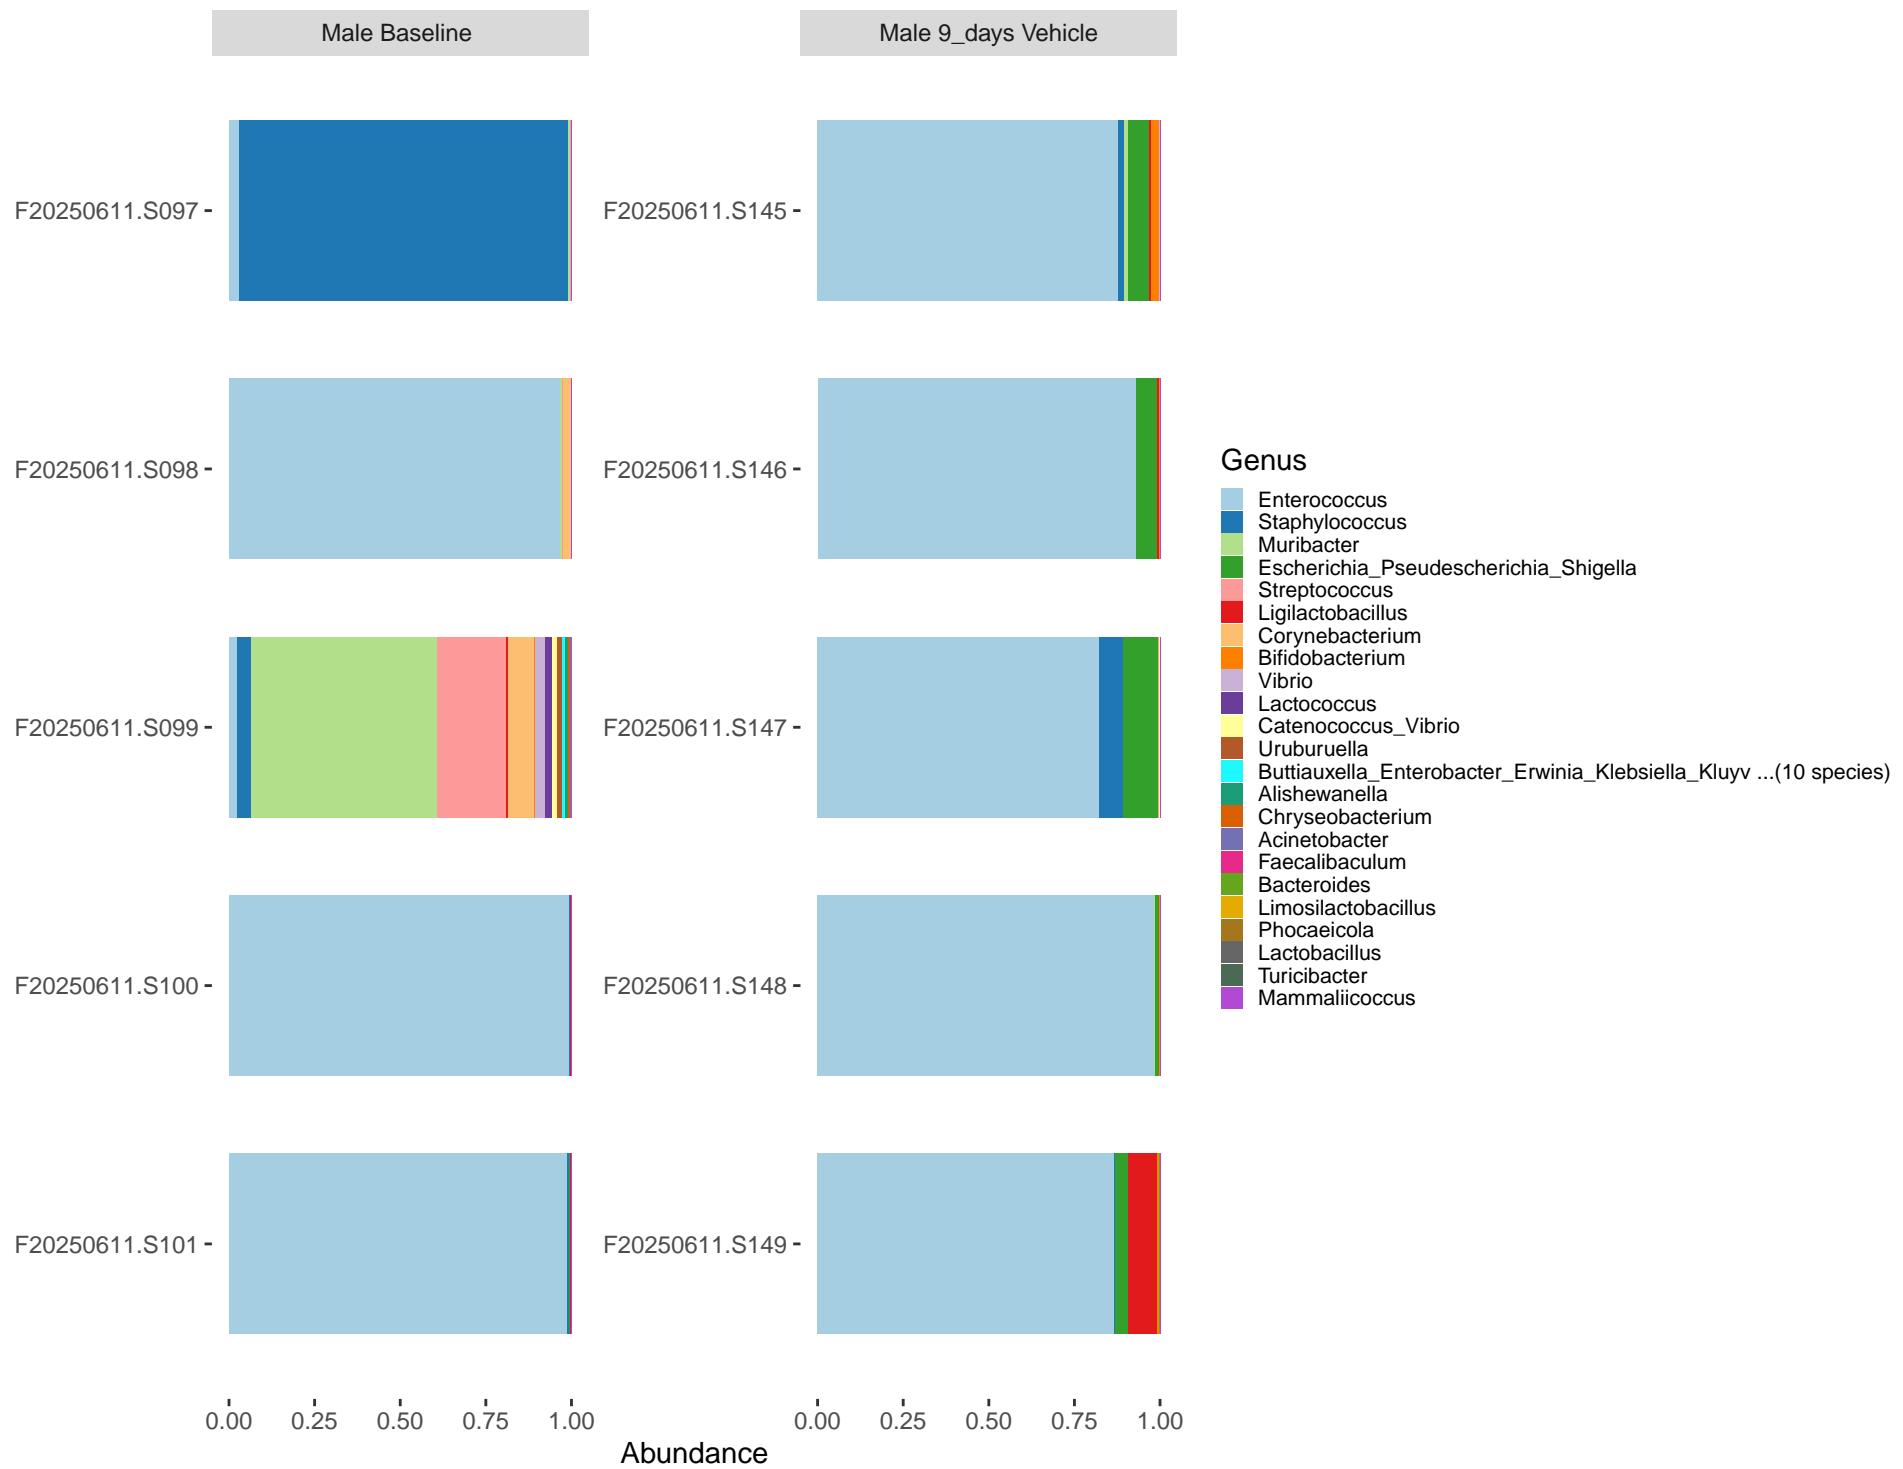 Male Baseline
Male 9_days Vehicle
F20250611.S097
F20250611.S098
F20250611.S099
F20250611.S100
F20250611.S101
F20250611.S145
F20250611.S146
F20250611.S147
F20250611.S148
F20250611.S149
0.00 0.25 0.50 0.75 1.00
0.00 0.25 0.50 0.75 1.00
Abundance
Genus
Enterococcus
Staphylococcus
Muribacter
Escherichia_Pseudescherichia_Shigella
Streptococcus
Ligilactobacillus
Corynebacterium
Bifidobacterium
Vibrio
Lactococcus
Catenococcus_Vibrio
Uruburuella
Buttiauxella_Enterobacter_Erwinia_Klebsiella_Kluyv ...(10 species)
Alishewanella
Chryseobacterium
Acinetobacter
Faecalibaculum
Bacteroides
Limosilactobacillus
Phocaeicola
Lactobacillus
Turicibacter
Mammaliicoccus